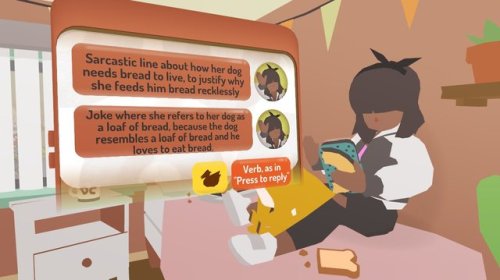 Sarcastic line about how her dog
needs bread to live, to justify why
she feeds him bread recklessly
Joke where she refers to her dog as
a loaf of bread, because the dog
resembles a loaf of bread and he
loves to eat bread.
Verb, as in
"Press to reply"
VC